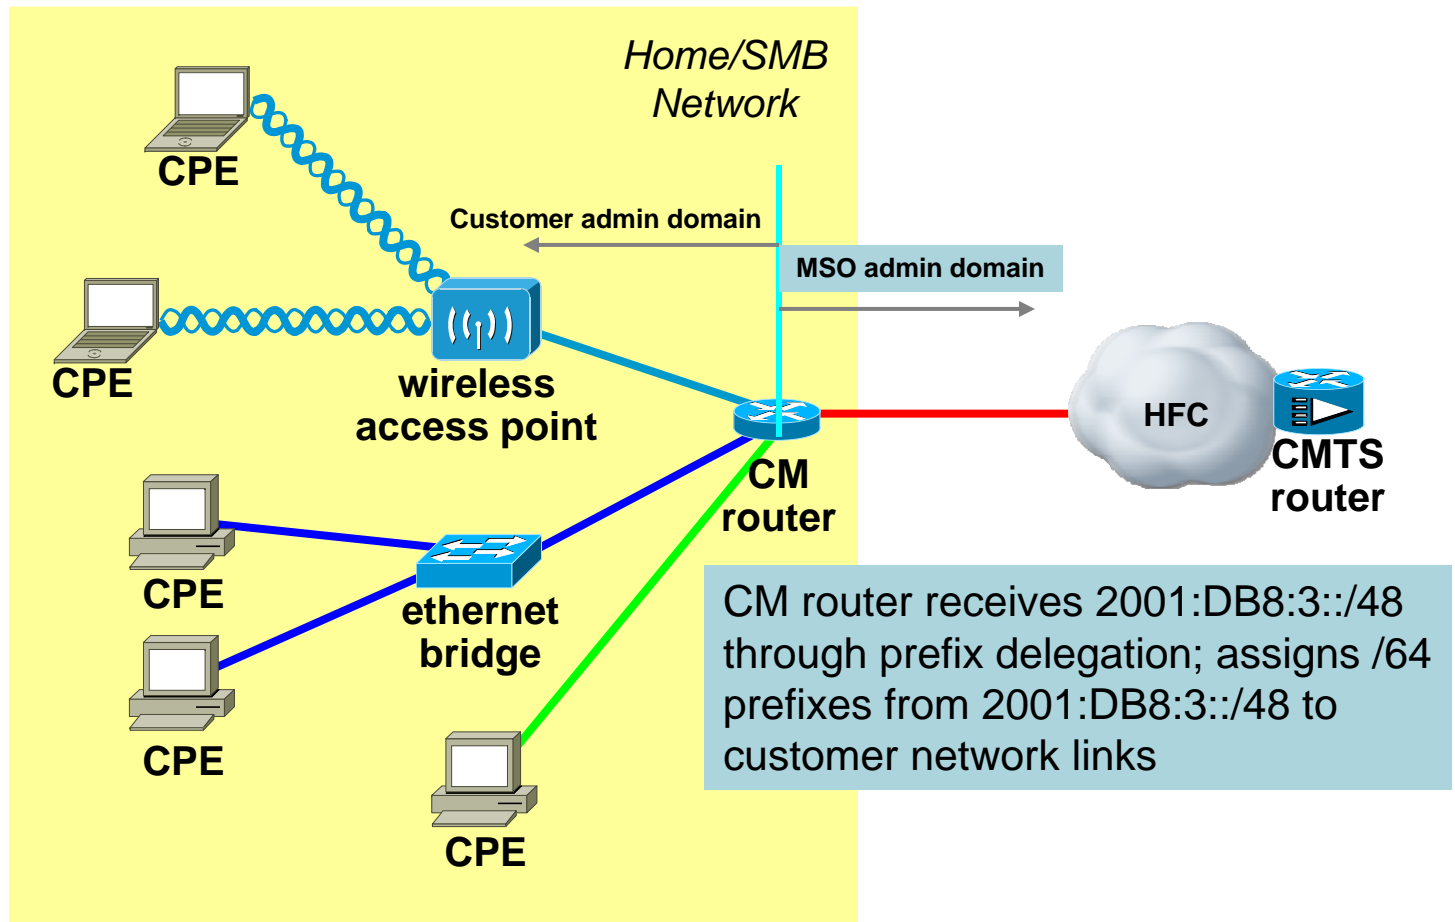 Home/SMB
Network
CPE
Customer admin domain
MSO admin domain
CPE
wireless
access point
HFC
CMTS
router
CM
router
CPE
ethernet
bridge
CPE
CPE
CM router receives 2001:DB8:3::/48
through prefix delegation; assigns /64
prefixes from 2001:DB8:3::/48 to
customer network links